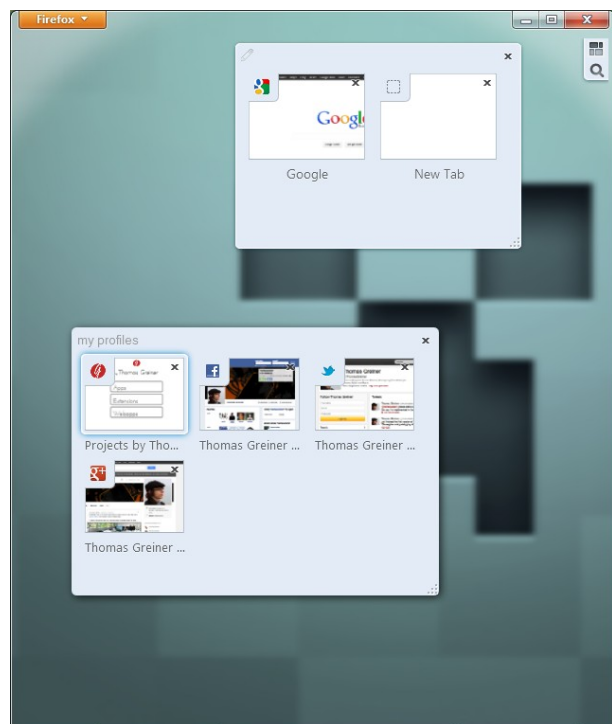 Firefox
Google
Google New Tab
my profiles
Thomas Greiner
Apps
Extensions
Webapps
Thomas Greiner
Projects by Tho... Thomas Greiner ... Thomas Greiner ...
Thomas Greiner ...